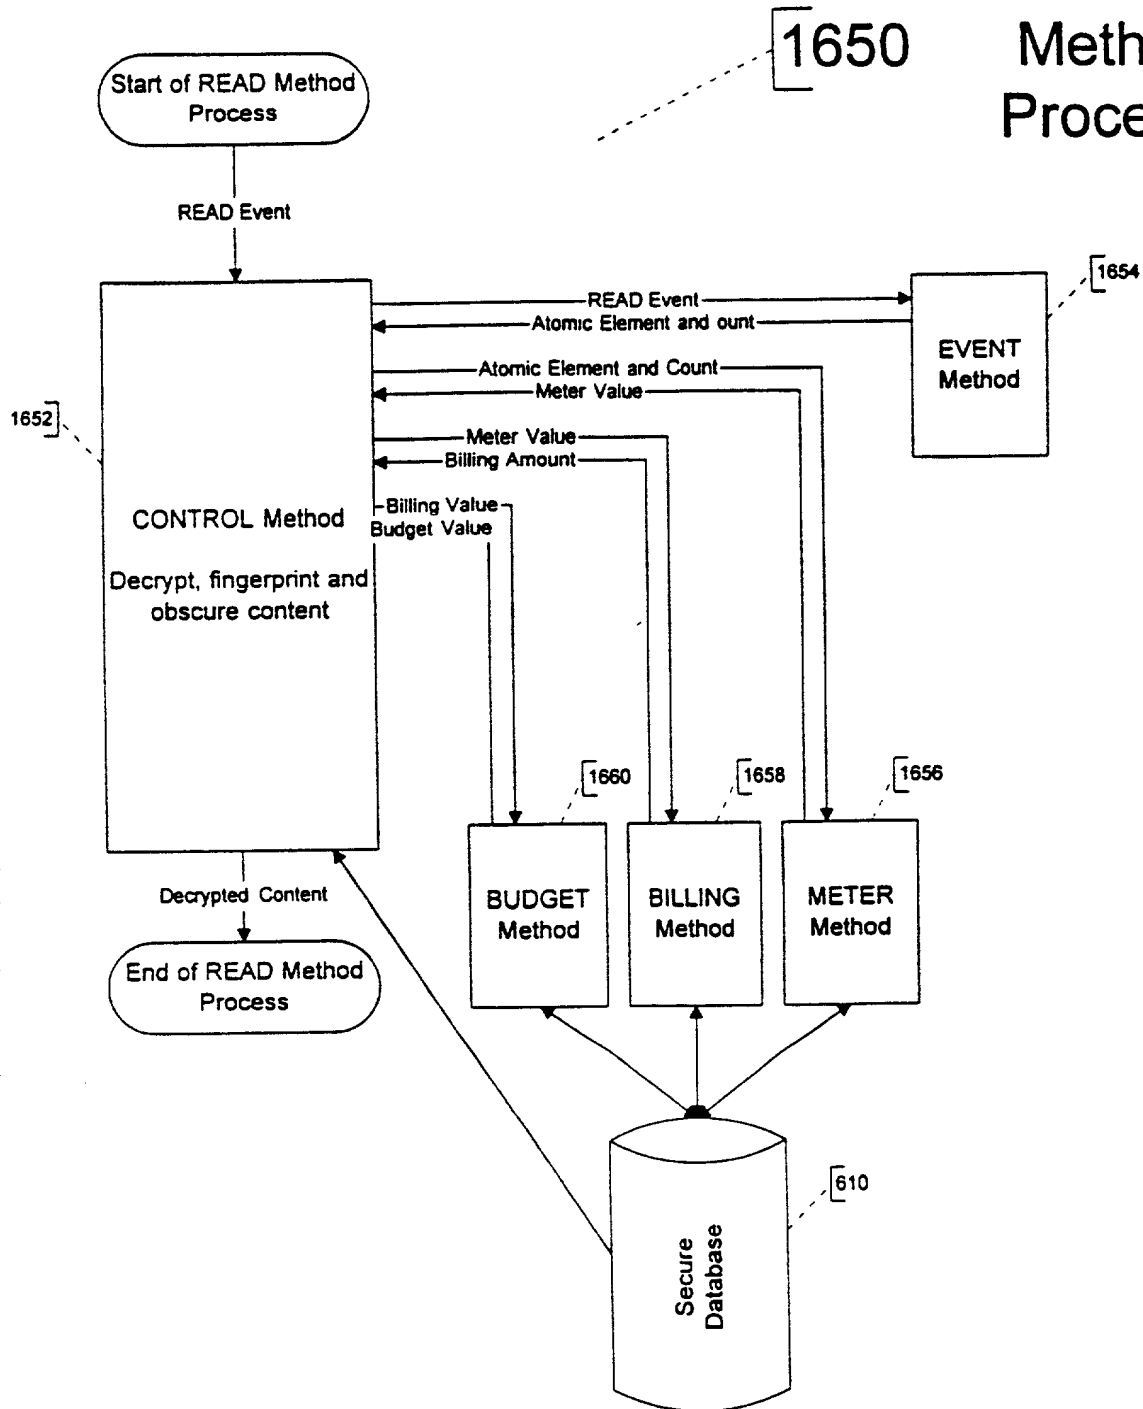 1650
Meth
Proce
Start of READ Method
Process
READ Event
READ Event
1654
Atomic Element and ount
EVENT
Method
Atomic Element and Count
Meter Value
1652
Meter Value
Billing Amount
Billing Value
Budget Value
CONTROL Method
Decrypt, fingerprint and
obscure content
1660
1658
1656
Decrypted Content
BUDGET
Method
BILLING
Method
METER
Method
End of READ Method
Process
610
Secure
Database